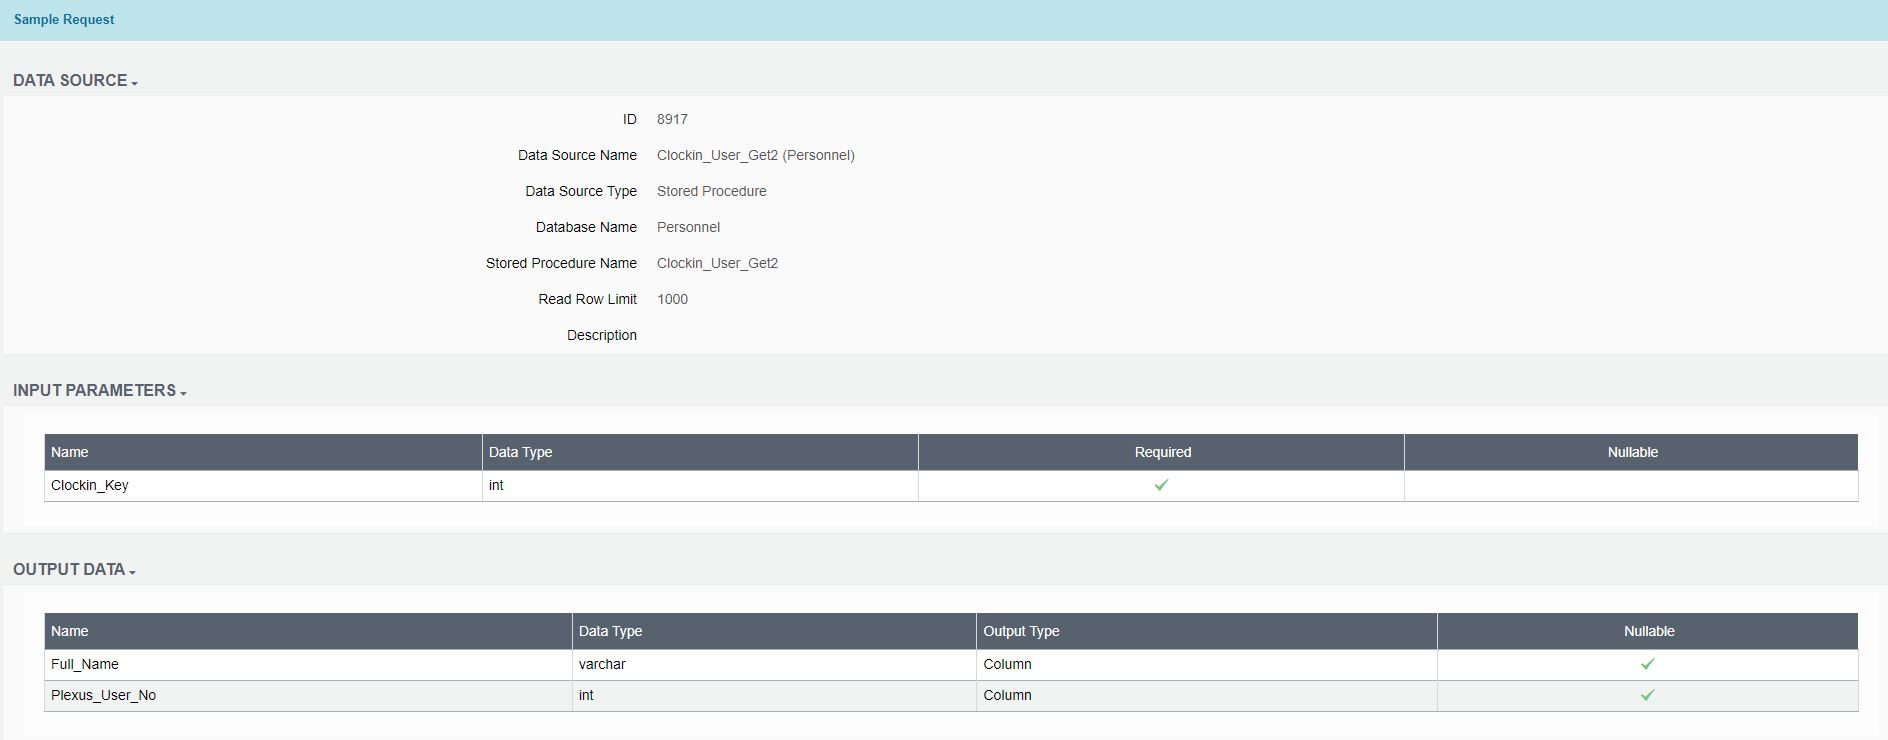 Sample Request
DATA SOURCE
ID 8917
Data Source Name Clockin_User_Get2 (Personnel)
Data Source Type Stored Procedure
Database Name Personnel
Stored Procedure Name Clockin_User_Get2
Read Row Limit 1000
Description
INPUT PARAMETERS
Name Data Type Required Nullable
Clockin_Key int
OUTPUT DATA
Name Data Type Output Type Nullable
Full_Name varchar Column
Plexus_User_No int Column